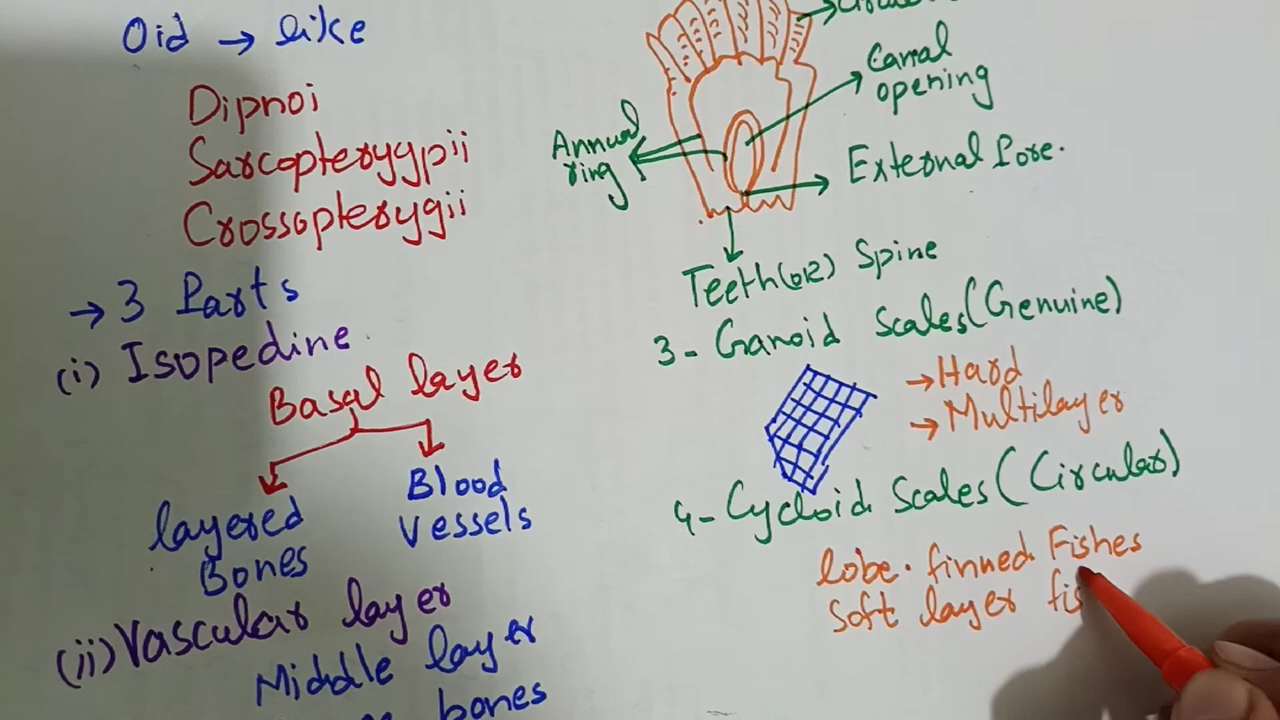 Oid → like
Dipnoi
Sarcopterygpii
Crossopterygii
→ 3 Parts
(i) Isopedine
Basal layer
layered
Bones
Blood
Vessels
(ii) Vascular layer
Middle layer
bones
Canal
opening
Annual
ring
External Pore.
Teeth(OR) Spine
3- Ganoid Scales(Genuine)
→ Hard
→ Multilayer
4- Cycloid Scales(Circular)
lobe. finned Fishes
Soft layer fis